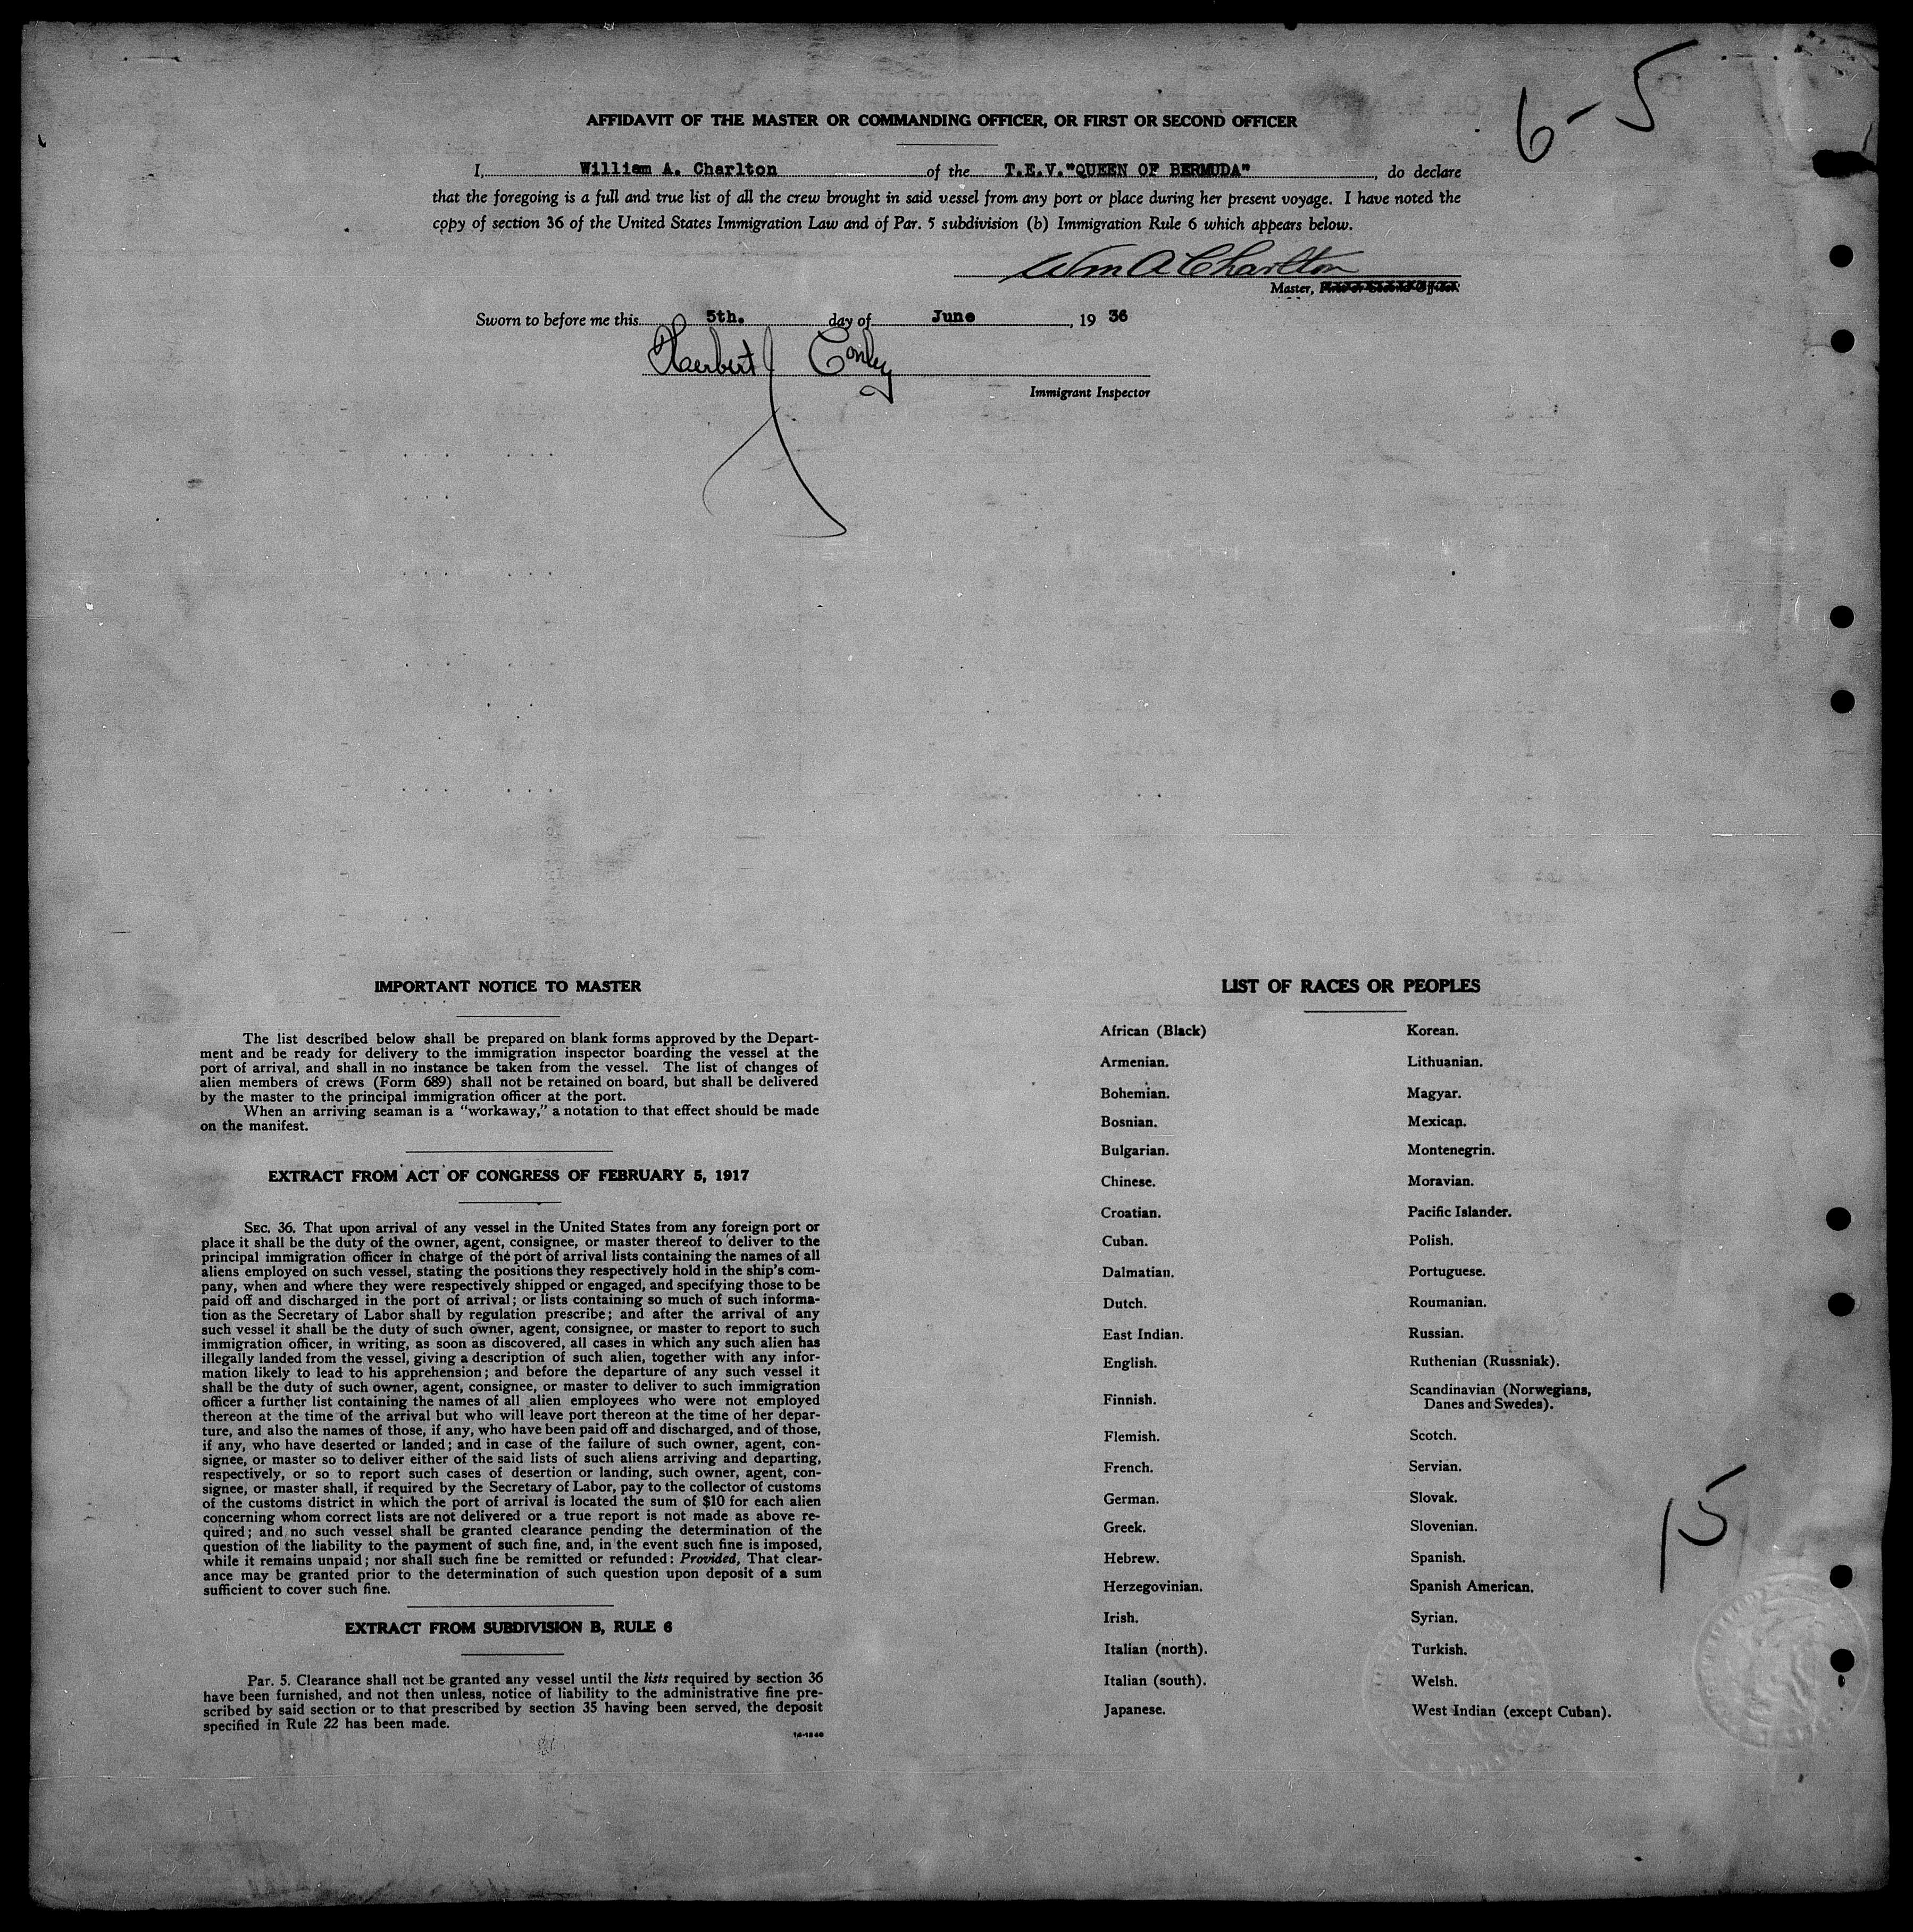 6-5
AFFIDAVIT OF THE MASTER OR COMMANDING OFFICER, OR FIRST OR SECOND OFFICER
I, William A. Charlton of the T.E.V."QUEEN OF BERMUDA", do declare
that the foregoing is a full and true list of all the crew brought in said vessel from any port or place during her present voyage. I have noted the
copy of section 36 of the United States Immigration Law and of Par. 5 subdivision (b) Immigration Rule 6 which appears below.
Wm A Charlton
Master, First or Second Officer.
Sworn to before me this 5th. day of June, 19 36
Herbert J Conley
Immigrant Inspector
IMPORTANT NOTICE TO MASTER
The list described below shall be prepared on blank forms approved by the Depart-
ment and be ready for delivery to the immigration inspector boarding the vessel at the
port of arrival, and shall in no instance be taken from the vessel. The list of changes of
alien members of crews (Form 689) shall not be retained on board, but shall be delivered
by the master to the principal immigration officer at the port.
When an arriving seaman is a "workaway," a notation to that effect should be made
on the manifest.
EXTRACT FROM ACT OF CONGRESS OF FEBRUARY 5, 1917
SEC. 36. That upon arrival of any vessel in the United States from any foreign port or
place it shall be the duty of the owner, agent, consignee, or master thereof to deliver to the
principal immigration officer in charge of the port of arrival lists containing the names of all
aliens employed on such vessel, stating the positions they respectively hold in the ship's com-
pany, when and where they were respectively shipped or engaged, and specifying those to be
paid off and discharged in the port of arrival; or lists containing so much of such informa-
tion as the Secretary of Labor shall by regulation prescribe; and after the arrival of any
such vessel it shall be the duty of such owner, agent, consignee, or master to report to such
immigration officer, in writing, as soon as discovered, all cases in which any such alien has
illegally landed from the vessel, giving a description of such alien, together with any infor-
mation likely to lead to his apprehension; and before the departure of any such vessel it
shall be the duty of such owner, agent, consignee, or master to deliver to such immigration
officer a further list containing the names of all alien employees who were not employed
thereon at the time of the arrival but who will leave port thereon at the time of her depar-
ture, and also the names of those, if any, who have been paid off and discharged, and of those,
if any, who have deserted or landed; and in case of the failure of such owner, agent, con-
signee, or master so to deliver either of the said lists of such aliens arriving and departing,
respectively, or so to report such cases of desertion or landing, such owner, agent, con-
signee, or master shall, if required by the Secretary of Labor, pay to the collector of customs
of the customs district in which the port of arrival is located the sum of $10 for each alien
concerning whom correct lists are not delivered or a true report is not made as above re-
quired; and no such vessel shall be granted clearance pending the determination of the
question of the liability to the payment of such fine, and, in the event such fine is imposed,
while it remains unpaid; nor shall such fine be remitted or refunded: Provided, That clear-
ance may be granted prior to the determination of such question upon deposit of a sum
sufficient to cover such fine.
EXTRACT FROM SUBDIVISION B, RULE 6
Par. 5. Clearance shall not be granted any vessel until the lists required by section 36
have been furnished, and not then unless, notice of liability to the administrative fine pre-
scribed by said section or to that prescribed by section 35 having been served, the deposit
specified in Rule 22 has been made.
14-1240
LIST OF RACES OR PEOPLES
African (Black)
Armenian.
Bohemian.
Bosnian.
Bulgarian.
Chinese.
Croatian.
Cuban.
Dalmatian.
Dutch.
East Indian.
English.
Finnish.
Flemish.
French.
German.
Greek.
Hebrew.
Herzegovinian.
Irish.
Italian (north).
Italian (south).
Japanese.
Korean.
Lithuanian.
Magyar.
Mexican.
Montenegrin.
Moravian.
Pacific Islander.
Polish.
Portuguese.
Roumanian.
Russian.
Ruthenian (Russniak).
Scandinavian (Norwegians,
Danes and Swedes).
Scotch.
Servian.
Slovak.
Slovenian.
Spanish.
Spanish American.
Syrian.
Turkish.
Welsh.
West Indian (except Cuban).
15